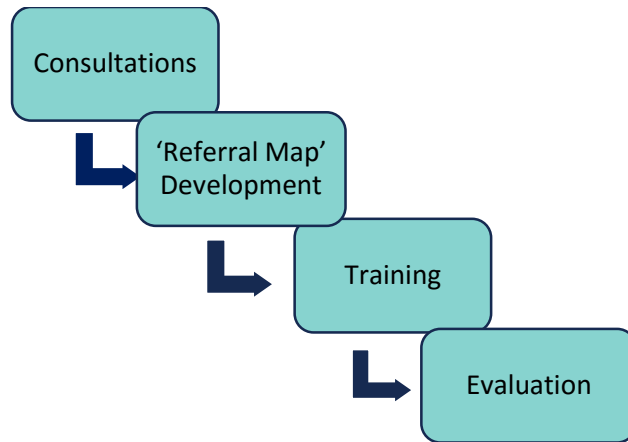 Consultations
‘Referral Map’
Development
Training
Evaluation